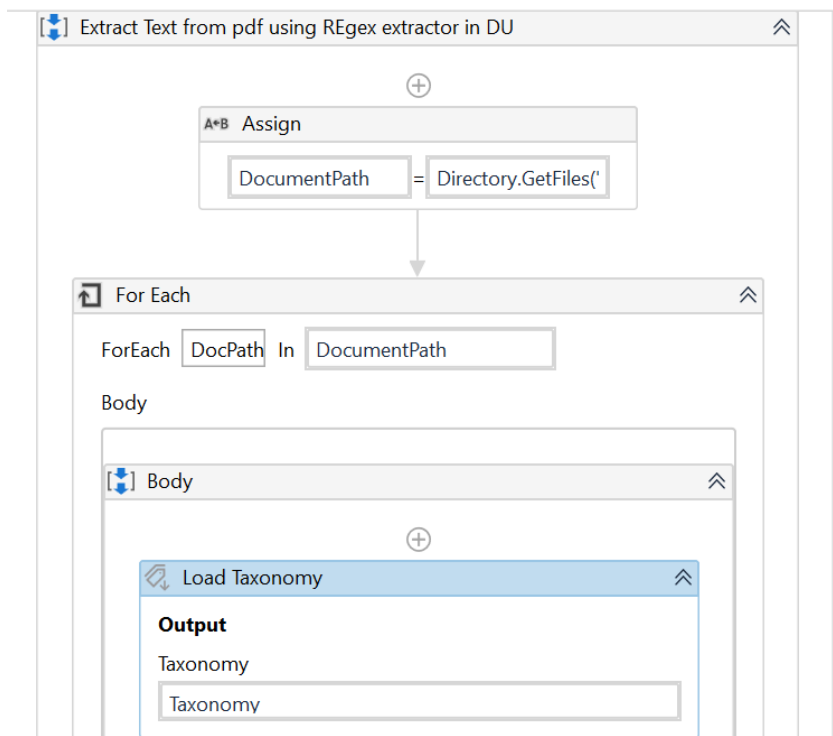 Extract Text from pdf using REgex extractor in DU
A+B Assign
DocumentPath = Directory.GetFiles('
For Each
ForEach DocPath In DocumentPath
Body
Body
Load Taxonomy
Output
Taxonomy
Taxonomy